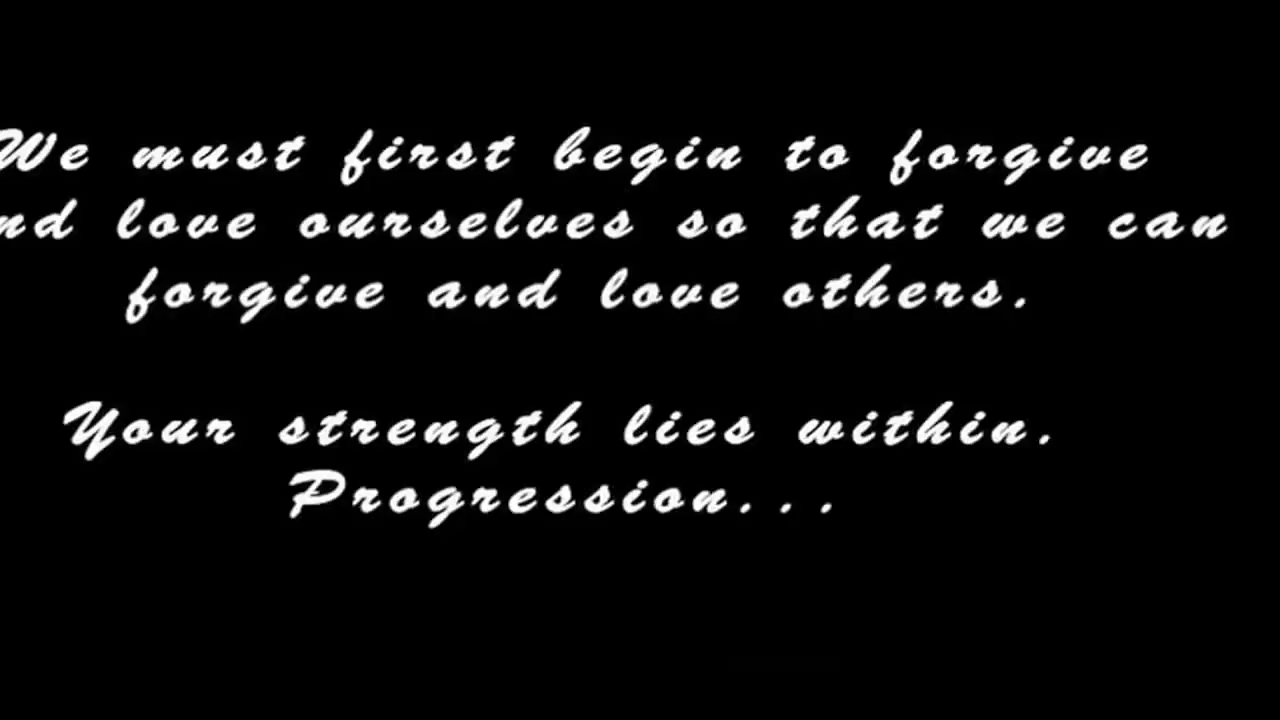 We must first begin to forgive
nd love ourselves so that we can
forgive and love others.
Your strength lies within.
Progression...